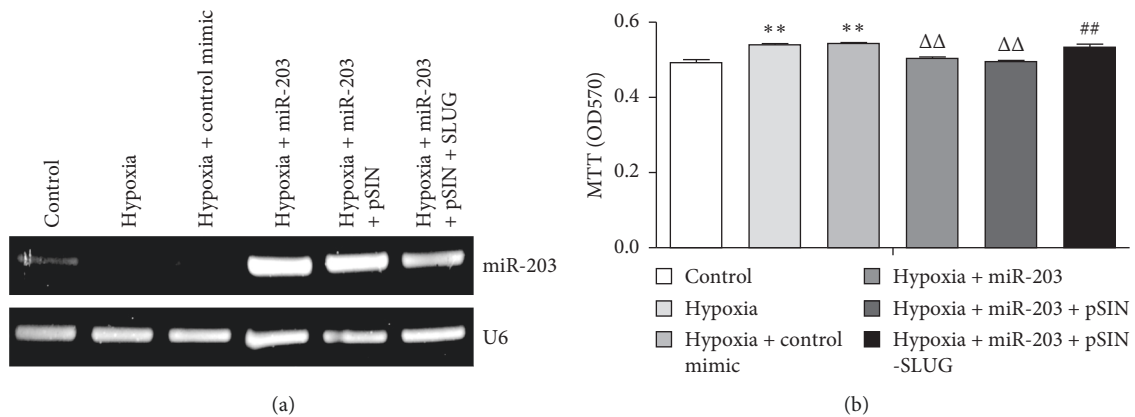 (a)
Control
Hypoxia
Hypoxia + control mimic
Hypoxia + miR-203
Hypoxia + miR-203
+ pSIN
Hypoxia + miR-203
+ pSIN + SLUG
miR-203
U6
MTT (OD570)
0.6
0.4
0.2
0.0
**
**
ΔΔ
ΔΔ
##
Control
Hypoxia
Hypoxia + control
mimic
Hypoxia + miR-203
Hypoxia + miR-203 + pSIN
Hypoxia + miR-203 + pSIN
-SLUG
(b)